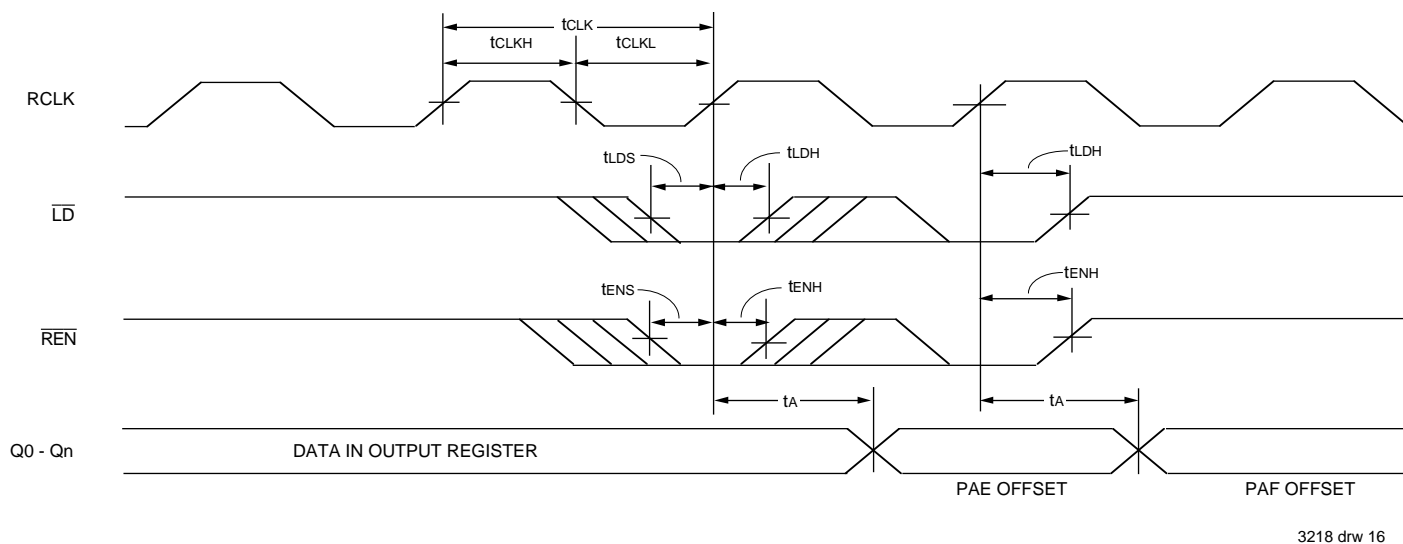 tCLK
tCLKH
tCLKL
RCLK
tLDS
tLDH
tLDH
LD
tENS
tENH
tENH
REN
tA
tA
Q0 - Qn
DATA IN OUTPUT REGISTER
PAE OFFSET
PAF OFFSET
3218 drw 16